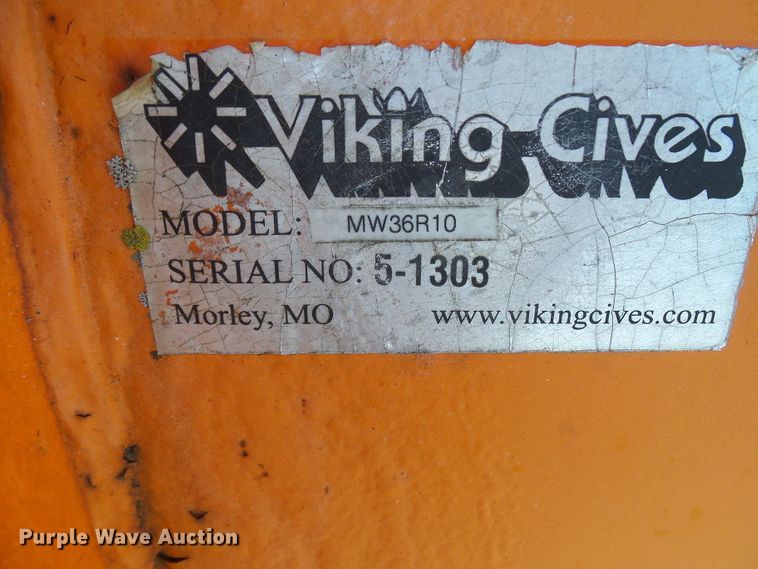 Viking-Cives
MODEL: MW36R10
SERIAL NO: 5-1303
Morley, MO www.vikingcives.com
Purple Wave Auction